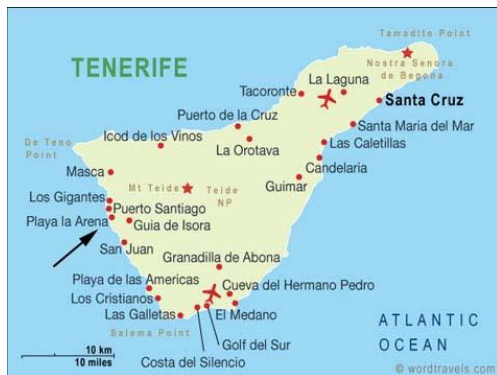 Tamadite Point
TENERIFE
Nostra Senora
de Begona
La Laguna
Tacoronte
Santa Cruz
Puerto de la Cruz
Santa Maria del Mar
De Teno
Point
Icod de los Vinos
La Orotava
Las Caletillas
Candelaria
Masca
Mt Teide
Teide
NP
Guimar
Los Gigantes
Puerto Santiago
Playa la Arena
Guia de Isora
San Juan
Granadilla de Abona
Playa de las Americas
Cueva del Hermano Pedro
Los Cristianos
Las Galletas
El Medano
Salema Point
Golf del Sur
Costa del Silencio
ATLANTIC
OCEAN
10 km
10 miles
© wordtravels.com